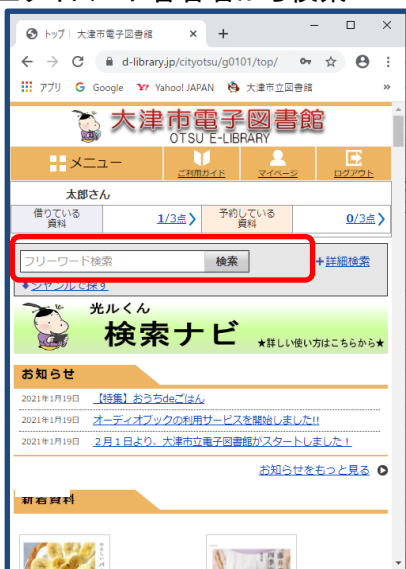 トップ | 大津市電子図書館
d-library.jp/cityotsu/g0101/top/
アプリ Google Yahoo! JAPAN 大津市立図書館 »
大津市電子図書館
OTSU E-LIBRARY
メニュー ご利用ガイド マイページ ログアウト
太郎さん
借りている資料 1/3点 予約している資料 0/3点
フリーワード検索 検索 +詳細検索
ジャンルで探す
光ルくん
検索ナビ ★詳しい使い方はこちらから★
お知らせ
2021年1月19日 【特集】おうちdeごはん
2021年1月19日 オーディオブックの利用サービスを開始しました!!
2021年1月19日 2月1日より、大津市立電子図書館がスタートしました!
お知らせをもっと見る
新着資料